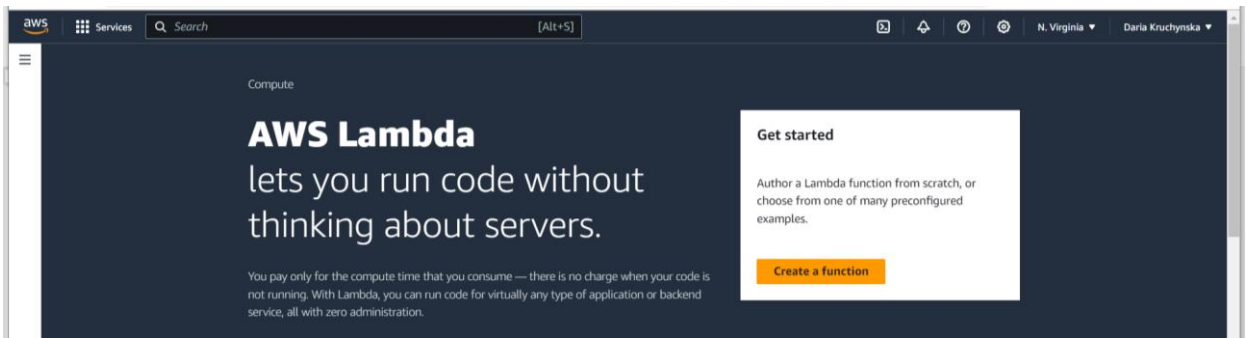 aws Services Search [Alt+S] N. Virginia Daria Kruchynska
Compute
AWS Lambda
lets you run code without
thinking about servers.
You pay only for the compute time that you consume — there is no charge when your code is
not running. With Lambda, you can run code for virtually any type of application or backend
service, all with zero administration.
Get started
Author a Lambda function from scratch, or
choose from one of many preconfigured
examples.
Create a function